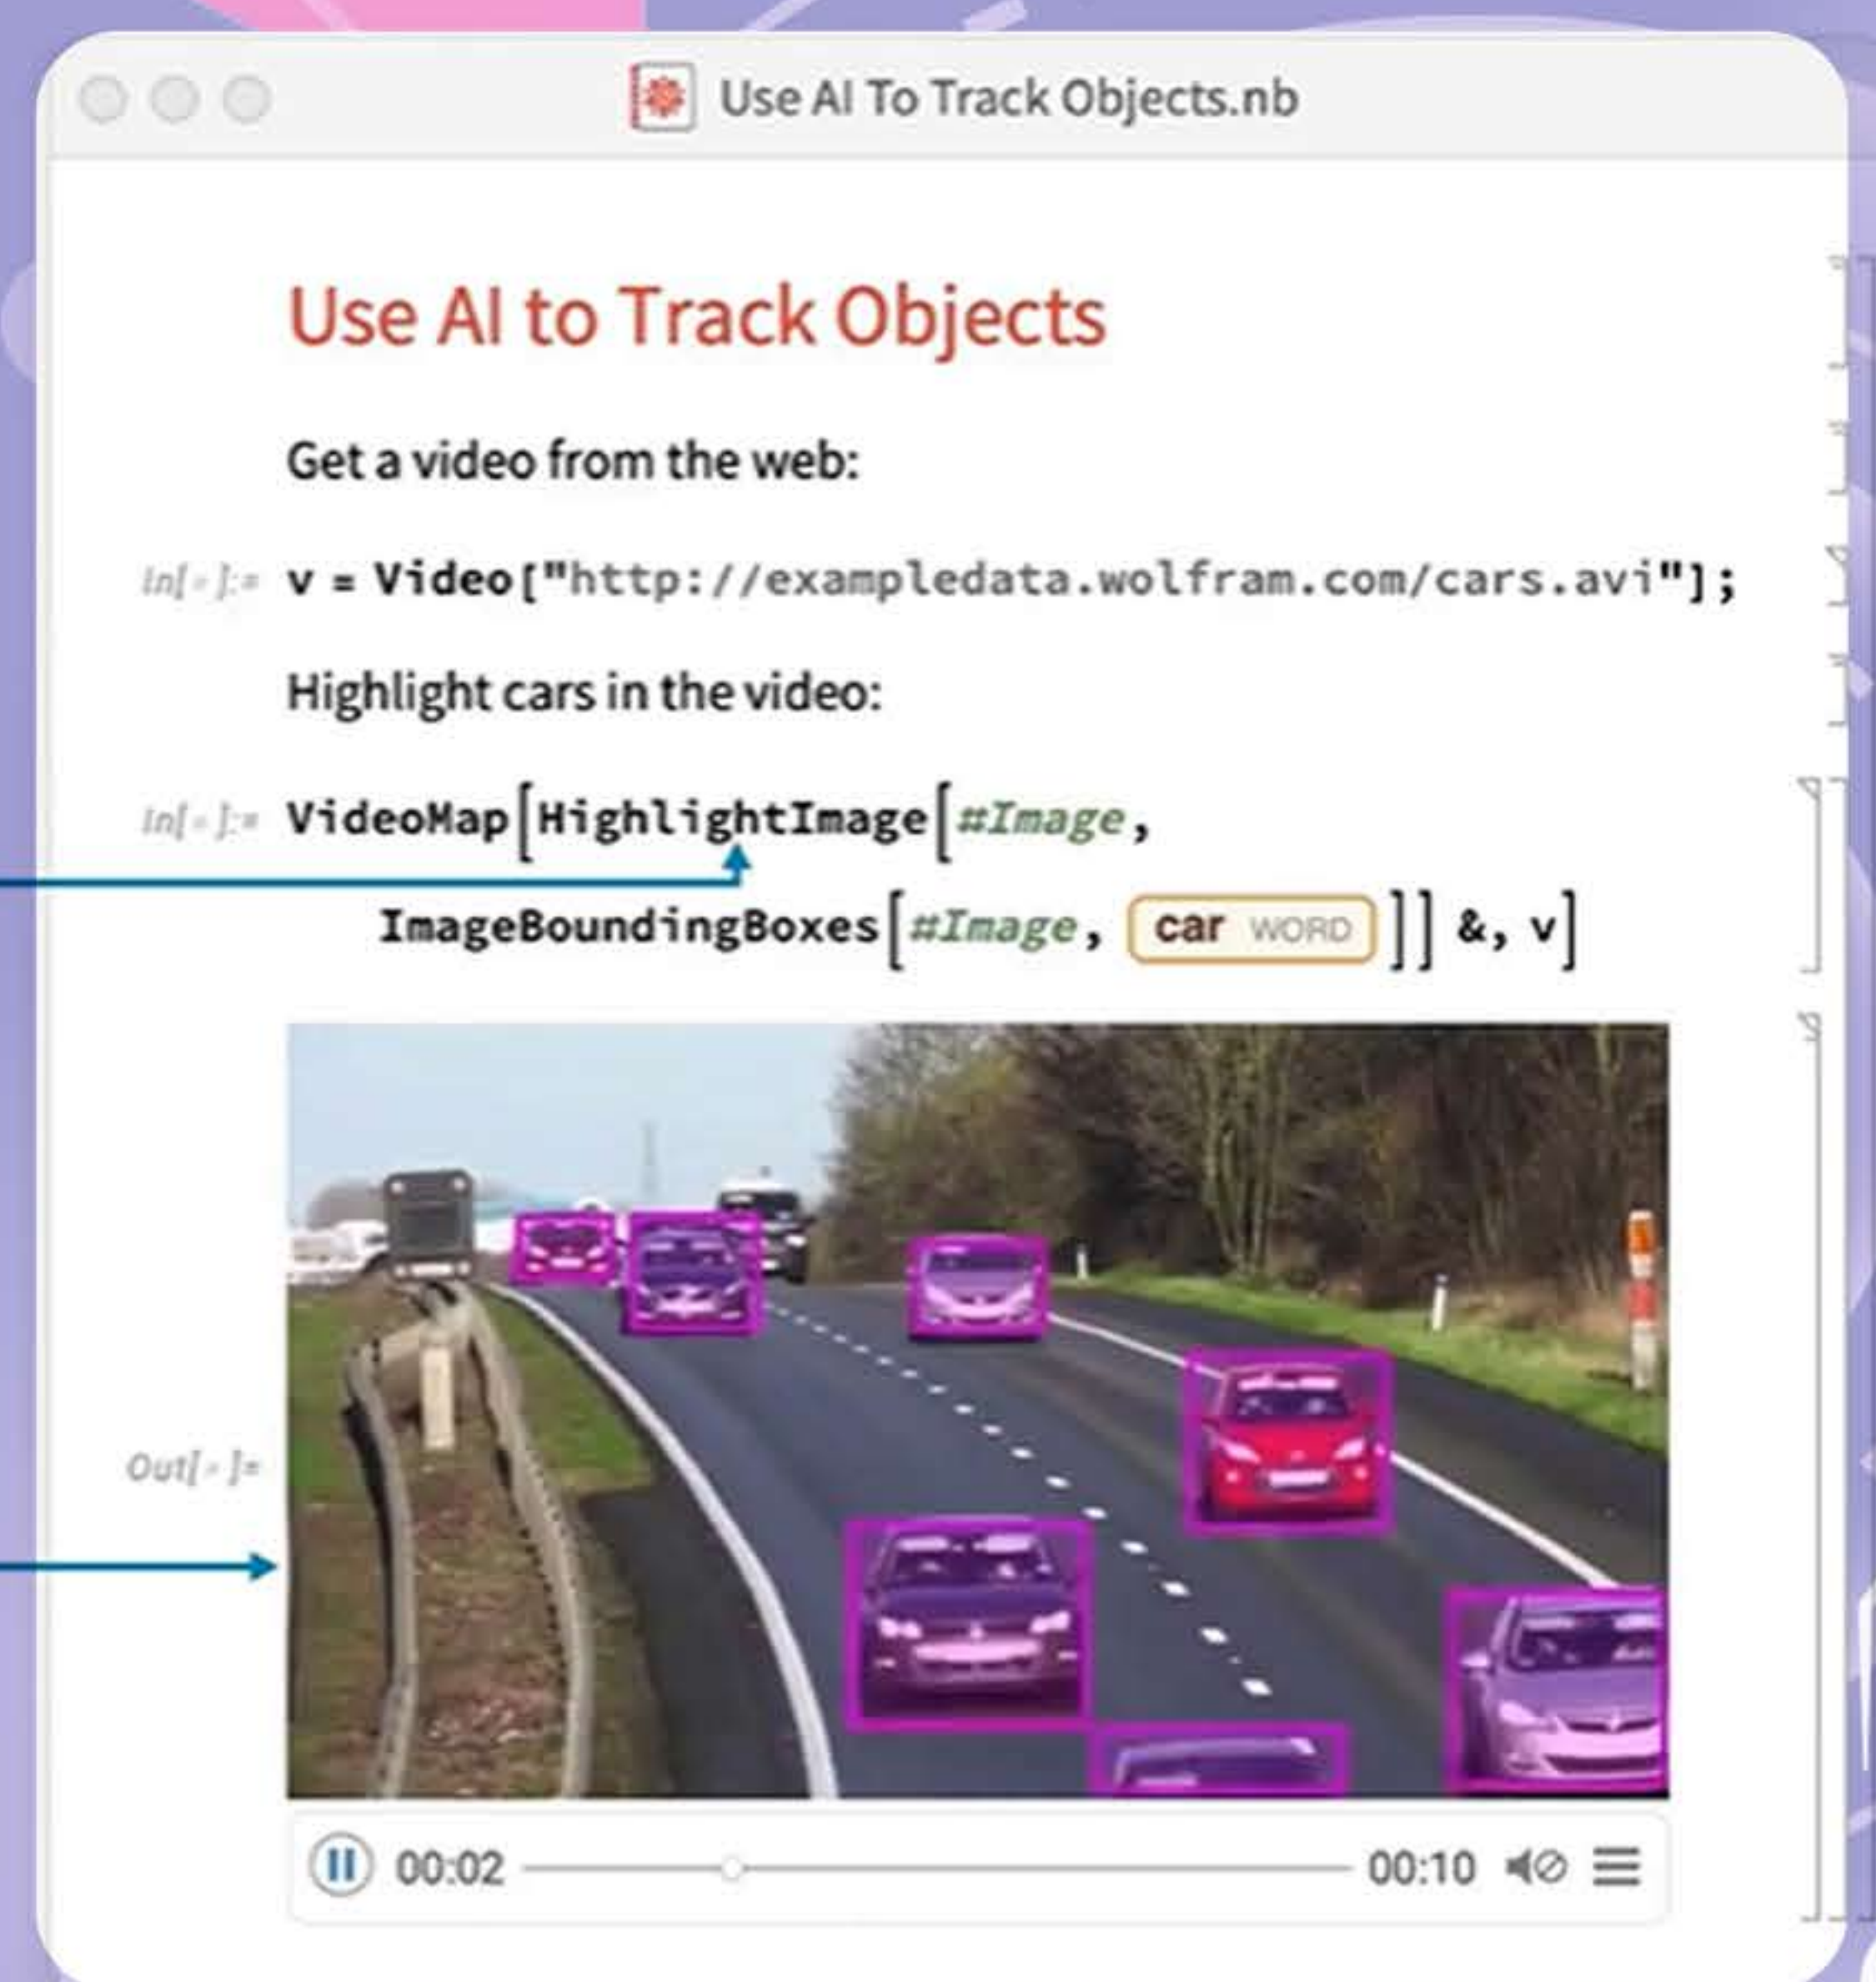 Use AI To Track Objects.nb
Use AI to Track Objects
Get a video from the web:
In[ ◦ ]:= v = Video["http://exampledata.wolfram.com/cars.avi"];
Highlight cars in the video:
In[ ◦ ]:= VideoMap[HighlightImage[#Image,
ImageBoundingBoxes[#Image, car WORD ]] &, v]
Out[ ◦ ]=
00:02 00:10